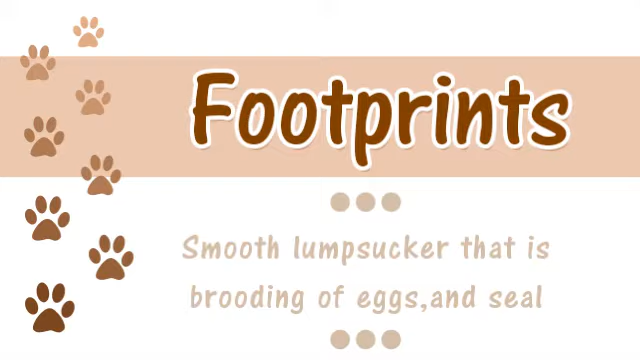 Footprints
Smooth lumpsucker that is
brooding of eggs,and seal